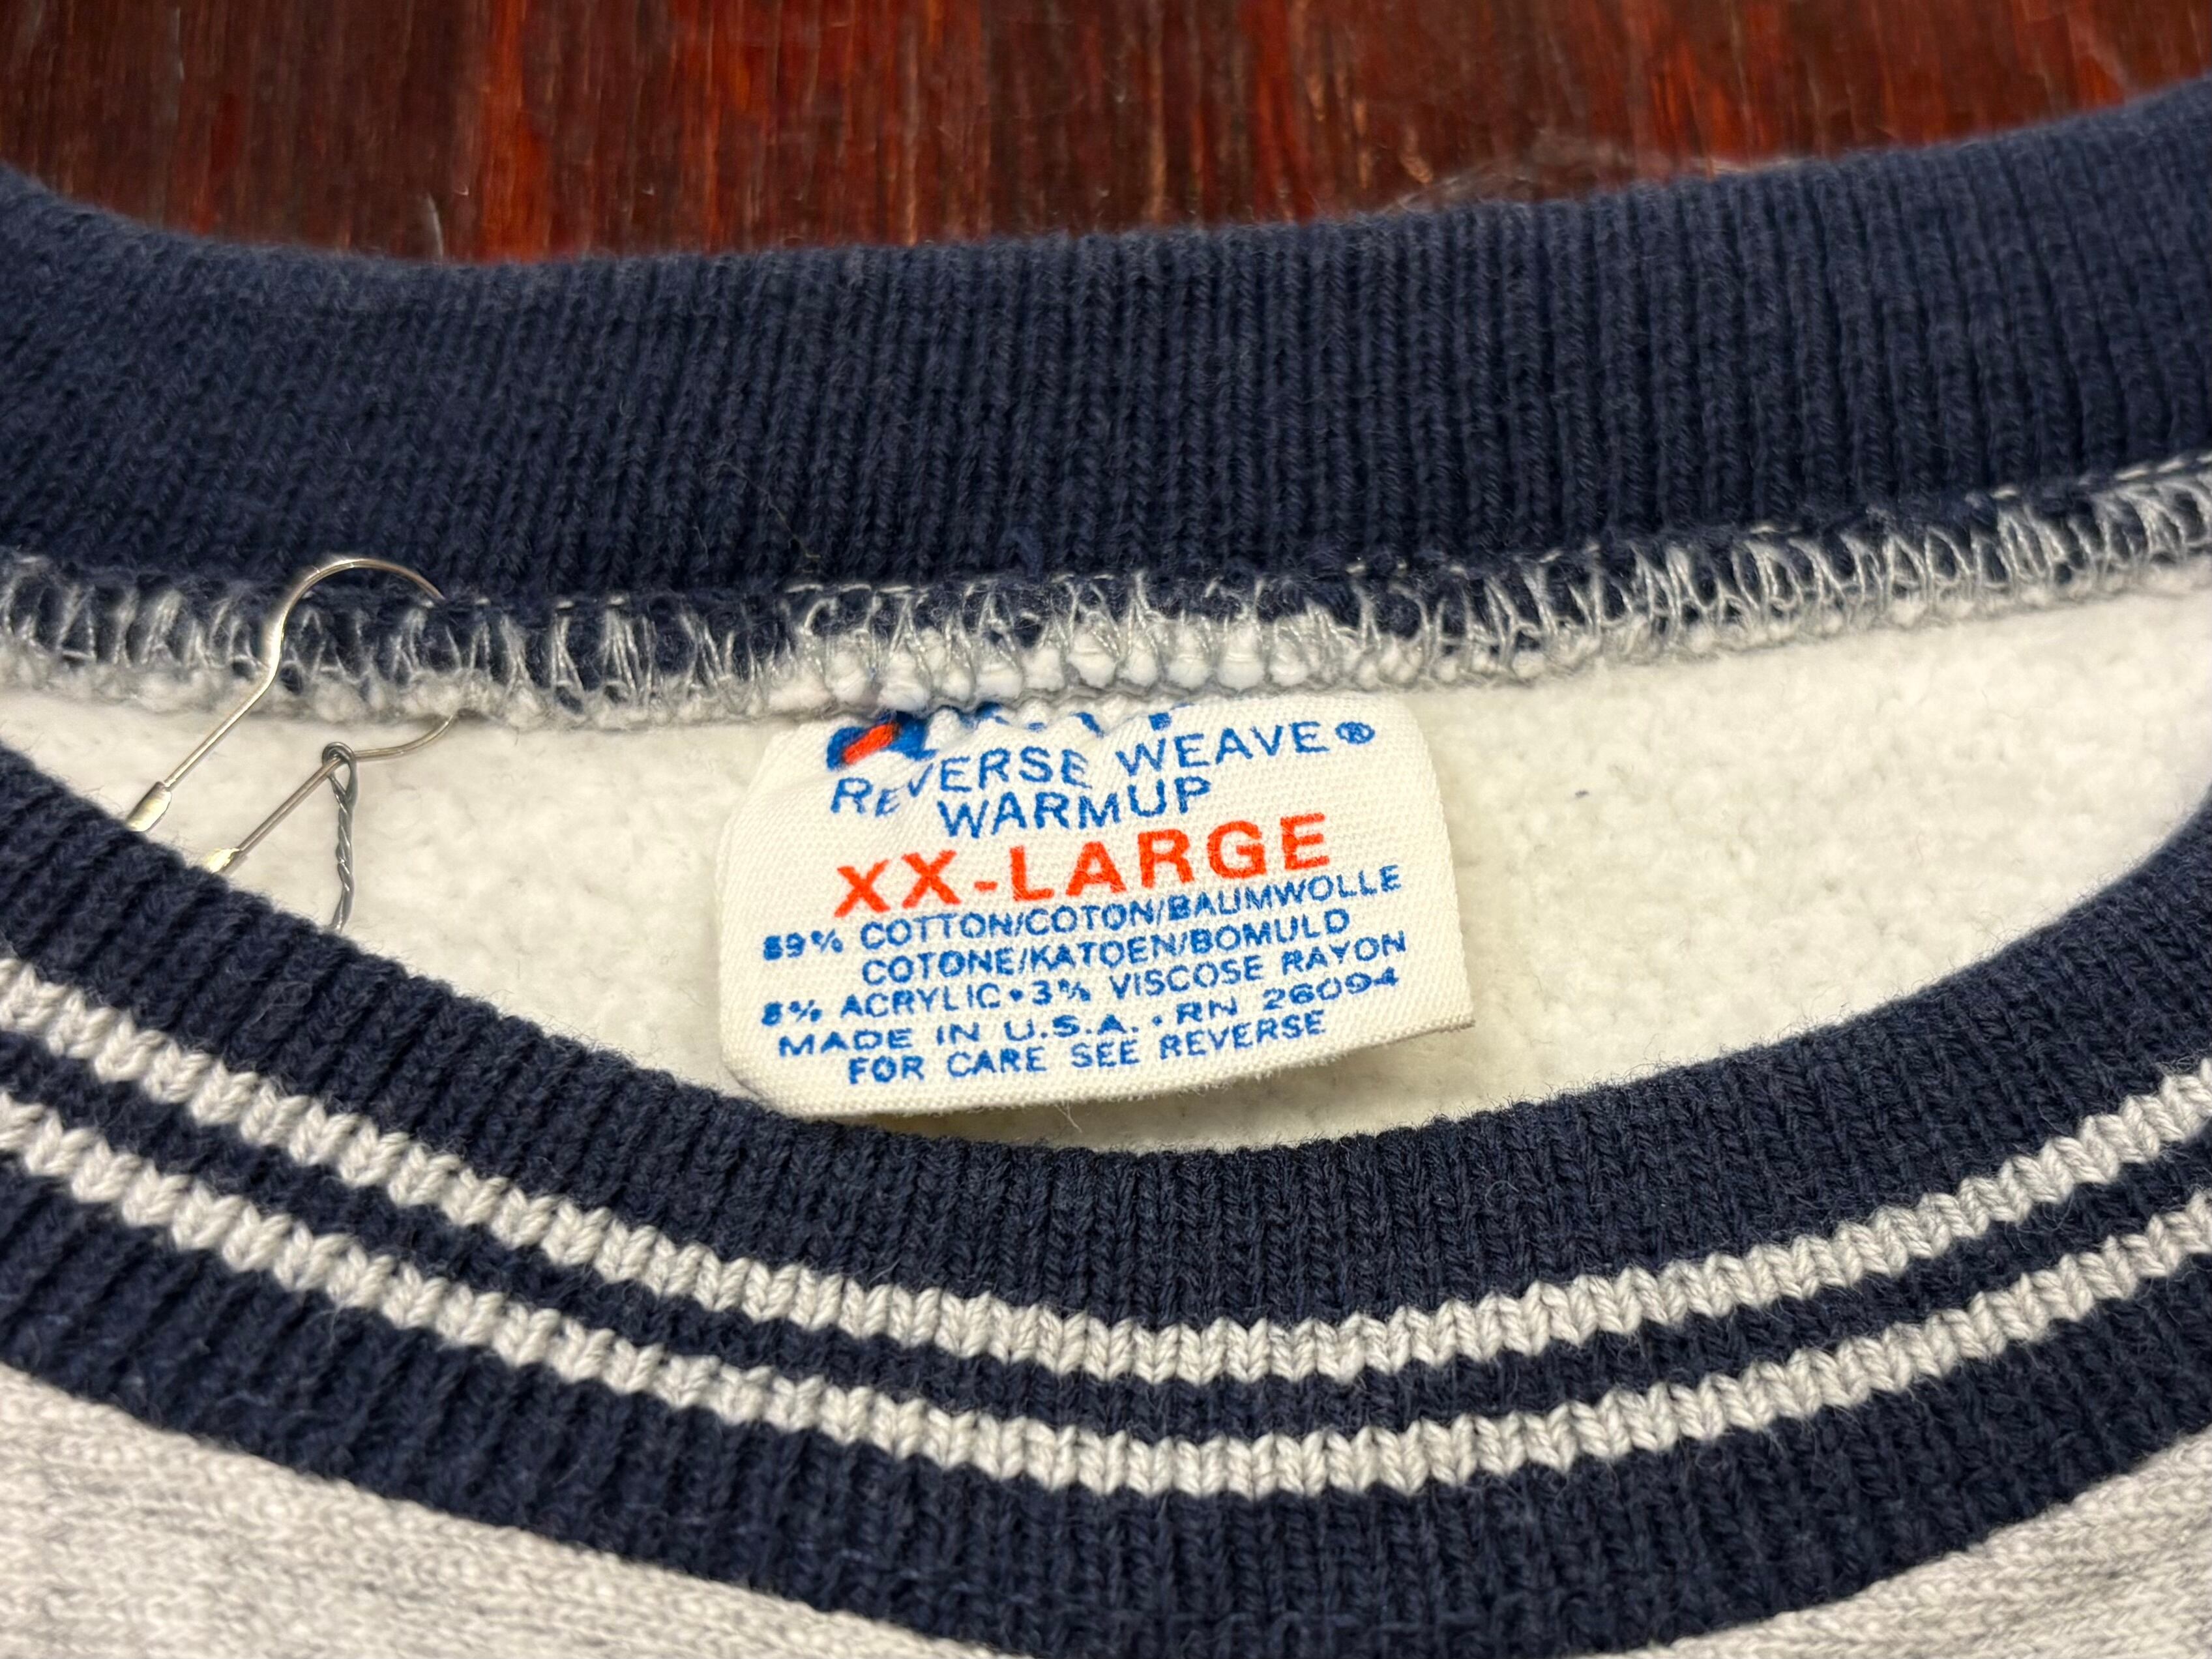 REVERSE WEAVE®
WARMUP
XX-LARGE
89% COTTON/COTON/BAUMWOLLE
COTONE/KATOEN/BOMULD
8% ACRYLIC•3% VISCOSE RAYON
MADE IN U.S.A. • RN 26094
FOR CARE SEE REVERSE